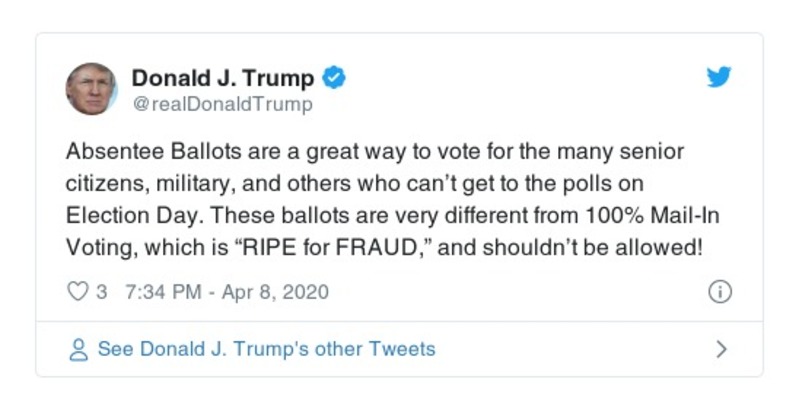 Donald J. Trump
@realDonaldTrump
Absentee Ballots are a great way to vote for the many senior
citizens, military, and others who can’t get to the polls on
Election Day. These ballots are very different from 100% Mail-In
Voting, which is “RIPE for FRAUD,” and shouldn’t be allowed!
3 7:34 PM - Apr 8, 2020
See Donald J. Trump's other Tweets